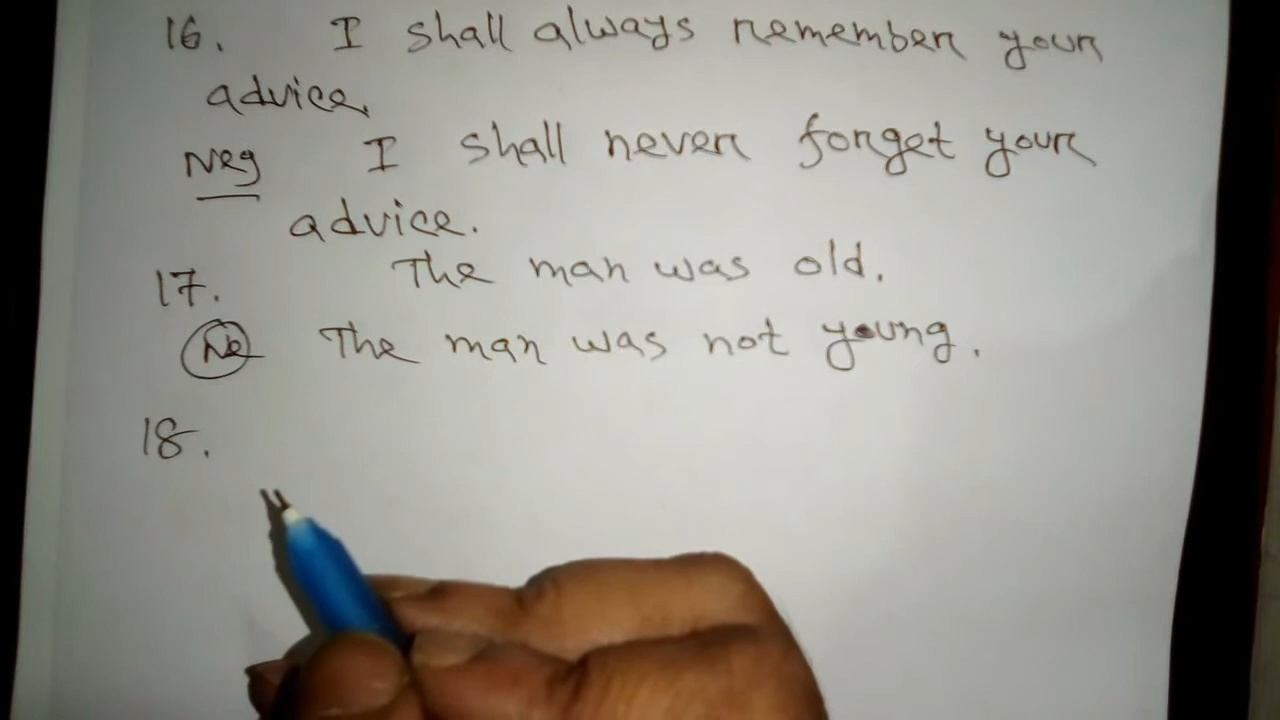 16. I shall always remember your
advice.
Neg I shall never forget your
advice.
17. The man was old.
Ne The man was not young.
18.